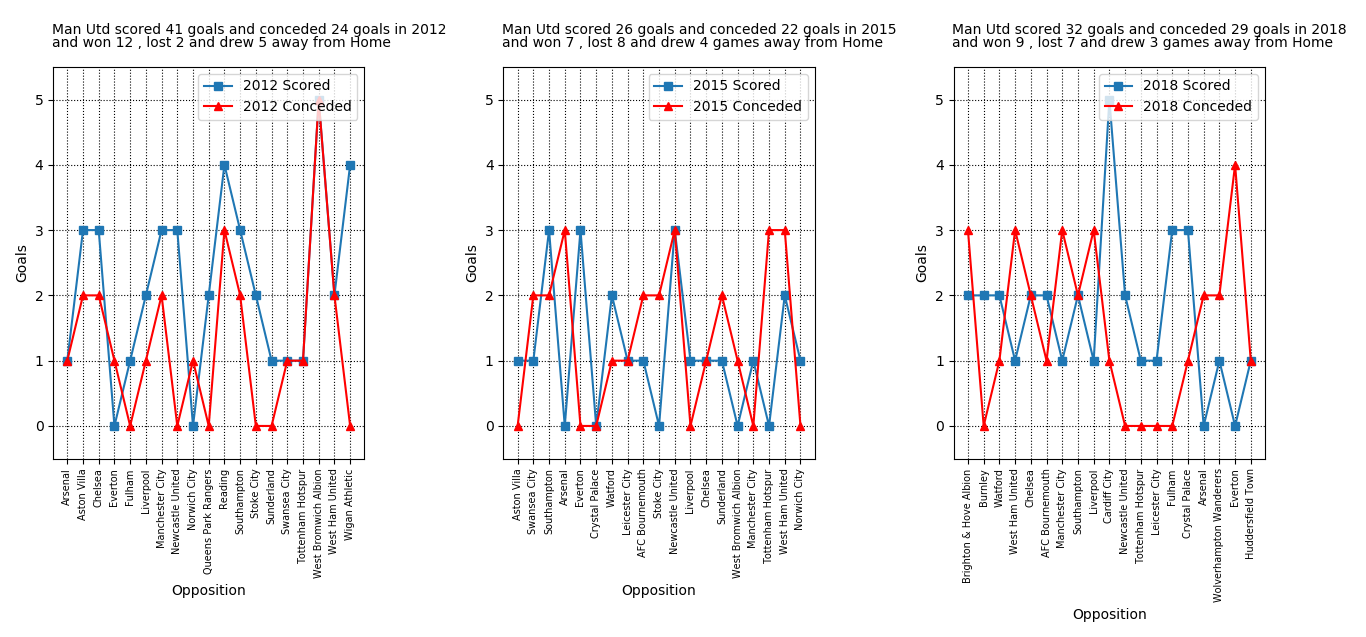 Man Utd scored 41 goals and conceded 24 goals in 2012
and won 12 , lost 2 and drew 5 away from Home
2012 Scored
2012 Conceded
5
4
3
2
1
0
Goals
Arsenal
Aston Villa
Chelsea
Everton
Fulham
Liverpool
Manchester City
Newcastle United
Norwich City
Queens Park Rangers
Reading
Southampton
Stoke City
Sunderland
Swansea City
Tottenham Hotspur
West Bromwich Albion
West Ham United
Wigan Athletic
Opposition
Man Utd scored 26 goals and conceded 22 goals in 2015
and won 7 , lost 8 and drew 4 games away from Home
2015 Scored
2015 Conceded
5
4
3
2
1
0
Goals
Aston Villa
Swansea City
Southampton
Arsenal
Everton
Crystal Palace
Watford
Leicester City
AFC Bournemouth
Stoke City
Newcastle United
Liverpool
Chelsea
Sunderland
West Bromwich Albion
Manchester City
Tottenham Hotspur
West Ham United
Norwich City
Opposition
Man Utd scored 32 goals and conceded 29 goals in 2018
and won 9 , lost 7 and drew 3 games away from Home
2018 Scored
2018 Conceded
5
4
3
2
1
0
Goals
Brighton & Hove Albion
Burnley
Watford
West Ham United
Chelsea
AFC Bournemouth
Manchester City
Southampton
Liverpool
Cardiff City
Newcastle United
Tottenham Hotspur
Leicester City
Fulham
Crystal Palace
Arsenal
Wolverhampton Wanderers
Everton
Huddersfield Town
Opposition